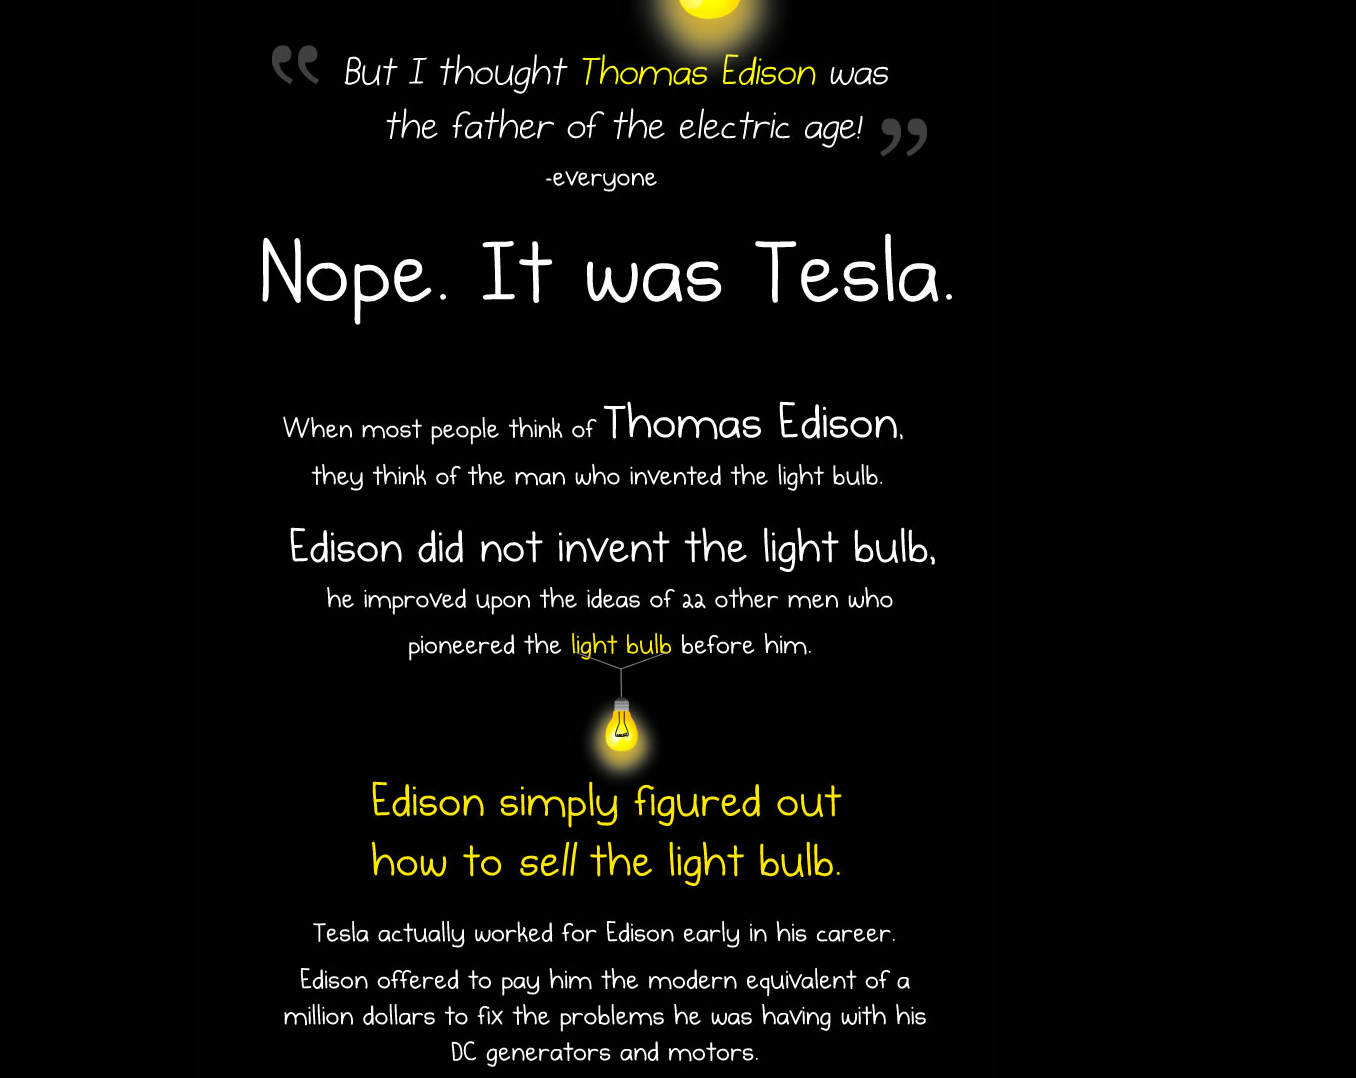 “ But I thought Thomas Edison was
the father of the electric age! ”
-everyone
Nope. It was Tesla.
When most people think of Thomas Edison,
they think of the man who invented the light bulb.
Edison did not invent the light bulb,
he improved upon the ideas of 22 other men who
pioneered the light bulb before him.
Edison simply figured out
how to sell the light bulb.
Tesla actually worked for Edison early in his career.
Edison offered to pay him the modern equivalent of a
million dollars to fix the problems he was having with his
DC generators and motors.